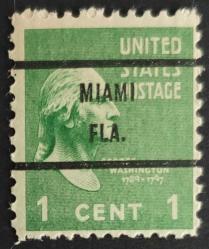 UNITED
STATES
POSTAGE
MIAMI
FLA.
WASHINGTON
1789-1797
1 CENT 1